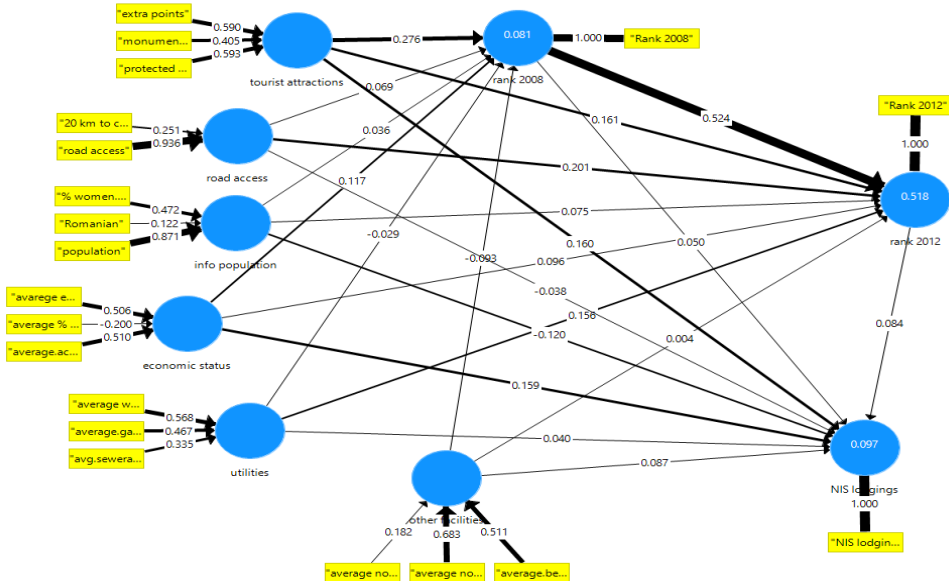 "extra points"
0.590
"monumen...
0.405
"protected ...
0.593
tourist attractions
0.276
0.081
rank 2008
1.000
"Rank 2008"
0.069
0.161
0.524
"Rank 2012"
1.000
"20 km to c...
0.251
"road access"
0.936
road access
0.036
0.201
0.518
rank 2012
"% women....
0.472
"Romanian"
0.122
"population"
0.871
info population
0.117
0.075
-0.029
-0.093
0.160
0.050
0.096
-0.038
"avarege e...
0.506
"average % ...
-0.200
"average.ac...
0.510
economic status
0.156
-0.120
0.004
0.084
0.159
"average w...
0.568
"average.ga...
0.467
"avg.sewera...
0.335
utilities
0.040
0.087
0.097
NIS lodgings
1.000
"NIS lodgin...
other facilities
0.182
0.683
0.511
"average no...
"average no...
"average.be...